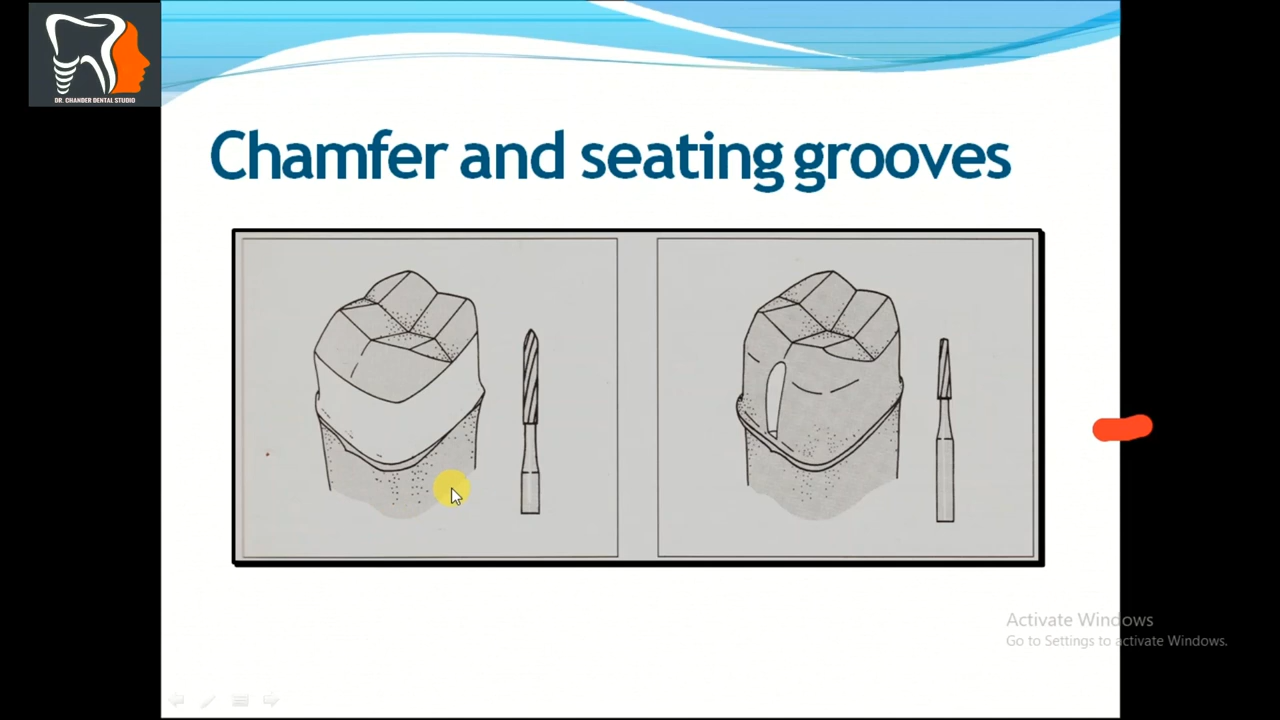 DR. CHANDER DENTAL STUDIO
Chamfer and seating grooves
Activate Windows
Go to Settings to activate Windows.